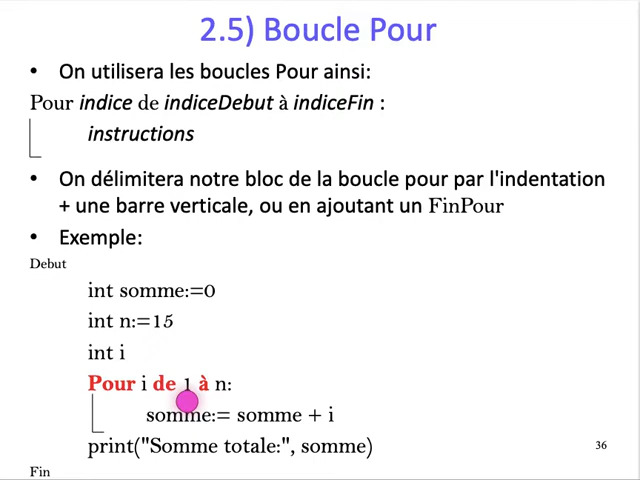 2.5) Boucle Pour
• On utilisera les boucles Pour ainsi:
Pour indice de indiceDebut à indiceFin :
instructions
• On délimitera notre bloc de la boucle pour par l'indentation
+ une barre verticale, ou en ajoutant un FinPour
• Exemple:
Debut
int somme:=0
int n:=15
int i
Pour i de 1 à n:
somme:= somme + i
print("Somme totale:", somme)
36
Fin